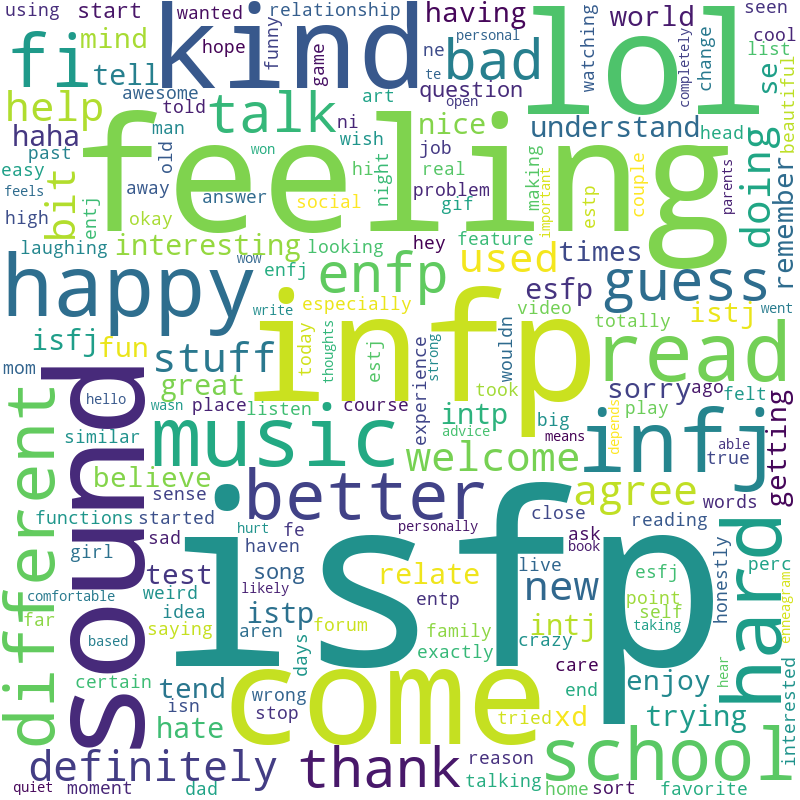 using start wanted relationship having world seen
mind hope funny kind ne personal watching completely change cool
fi tell awesome game te bad lol list
help told art question open se beautiful
haha man talk ni wish nice understand head
past old feeling job doing remember
easy away won hi night real making important couple parents
feels bit entj answer social problem estp
high okay gif
laughing interesting looking hey feature used times
happy wow enfj enfp esfp guess istj went
write especially video totally
isfj fun today infp read
mom stuff thoughts estj strong wouldn
great took sorry ago felt
hello wasn place listen course experience intp big play
different similar sound music advice welcome means infj depends able true getting
believe sense better agree words
functions started isfp close reading
girl sad hurt fe personally ask hard honestly perc
comfortable test haven song relate book live new esfj
weird likely istp entp point self enneagram
far idea aren forum family intj taking
saying based days exactly crazy
certain tend come care enjoy hear interested
isn wrong end
hate stop tried xd trying
definitely thank reason school
quiet moment dad talking home sort favorite